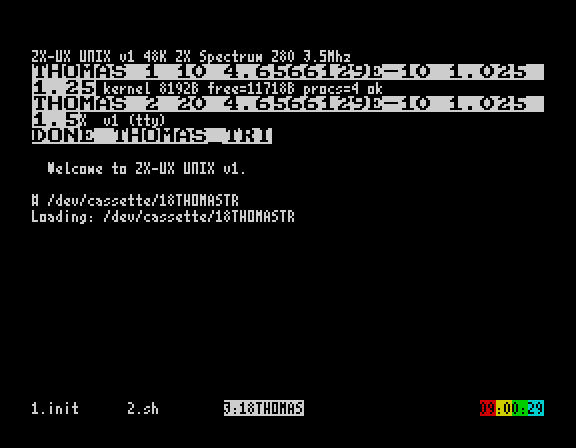 ZX-UX UNIX v1 48K ZX Spectrum Z80 3.5Mhz
THOMAS 1 10 4.6566129E-10 1.025
1.25 kernel 8192B free=11718B procs=4 ok
THOMAS 2 20 4.6566129E-10 1.025
1.5X v1 (tty)
DONE THOMAS_TRI
Welcome to ZX-UX UNIX v1.
# /dev/cassette/18THOMASTR
Loading: /dev/cassette/18THOMASTR
1.init 2.sh 3.18THOMAS 09:00:29